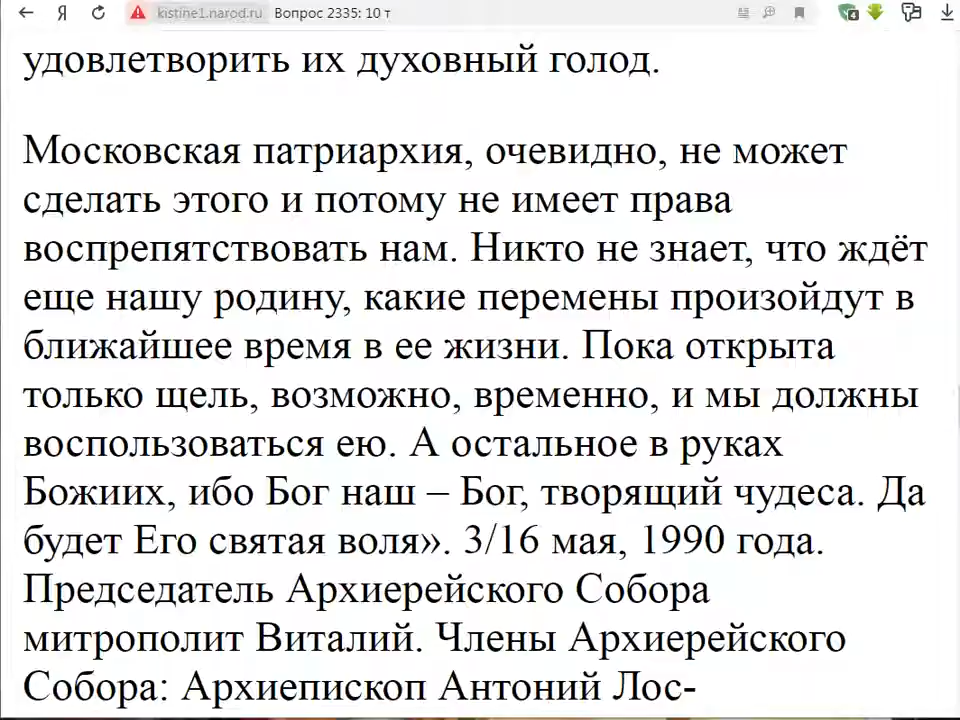 kistine1.narod.ru Вопрос 2335: 10 т
удовлетворить их духовный голод.
Московская патриархия, очевидно, не может
сделать этого и потому не имеет права
воспрепятствовать нам. Никто не знает, что ждёт
еще нашу родину, какие перемены произойдут в
ближайшее время в ее жизни. Пока открыта
только щель, возможно, временно, и мы должны
воспользоваться ею. А остальное в руках
Божиих, ибо Бог наш – Бог, творящий чудеса. Да
будет Его святая воля». 3/16 мая, 1990 года.
Председатель Архиерейского Собора
митрополит Виталий. Члены Архиерейского
Собора: Архиепископ Антоний Лос-